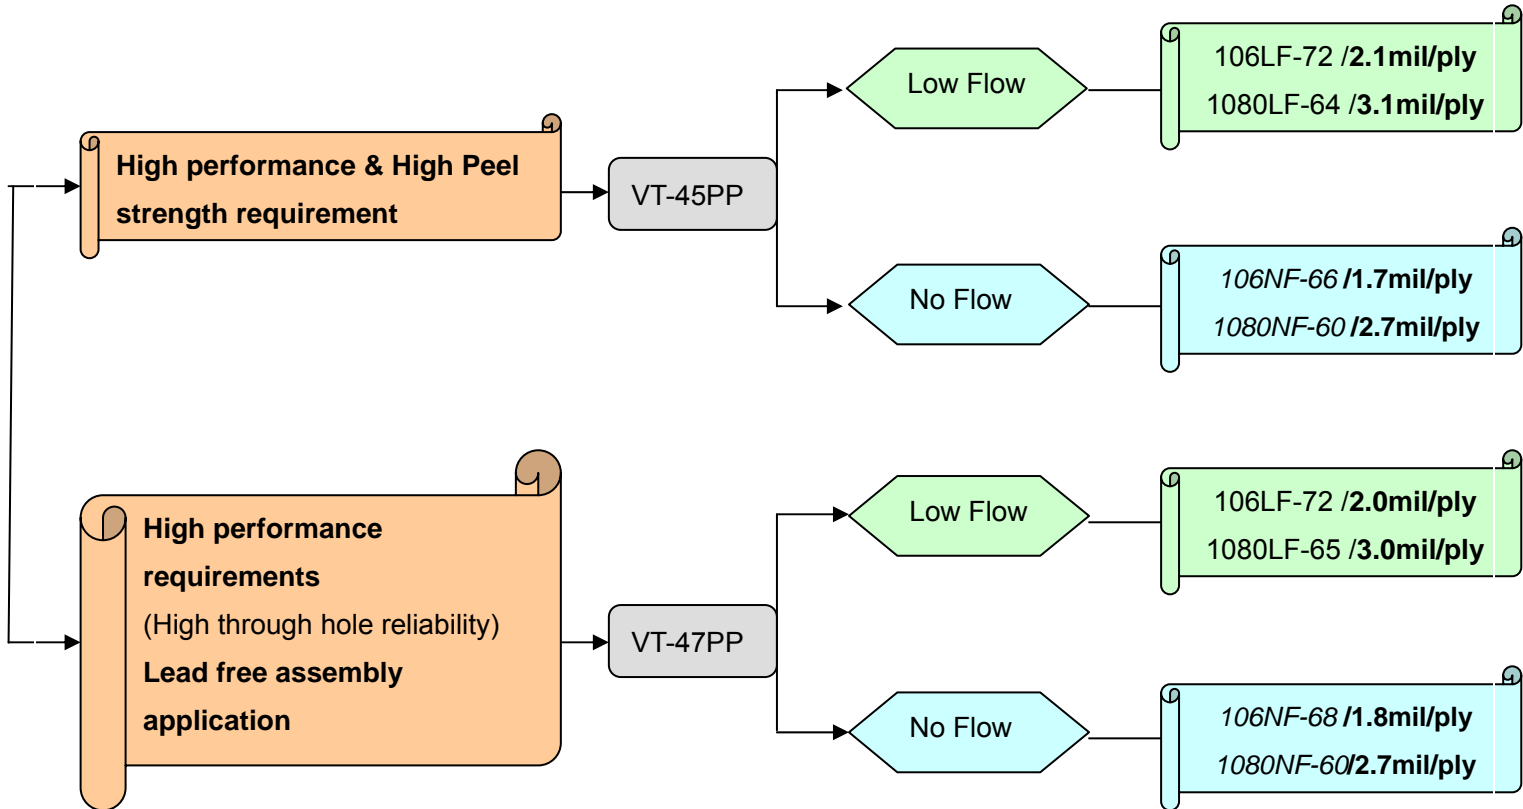 High performance & High Peel
strength requirement
VT-45PP
Low Flow
106LF-72 /2.1mil/ply
1080LF-64 /3.1mil/ply
No Flow
106NF-66 /1.7mil/ply
1080NF-60 /2.7mil/ply
High performance
requirements
(High through hole reliability)
Lead free assembly
application
VT-47PP
Low Flow
106LF-72 /2.0mil/ply
1080LF-65 /3.0mil/ply
No Flow
106NF-68 /1.8mil/ply
1080NF-60/2.7mil/ply